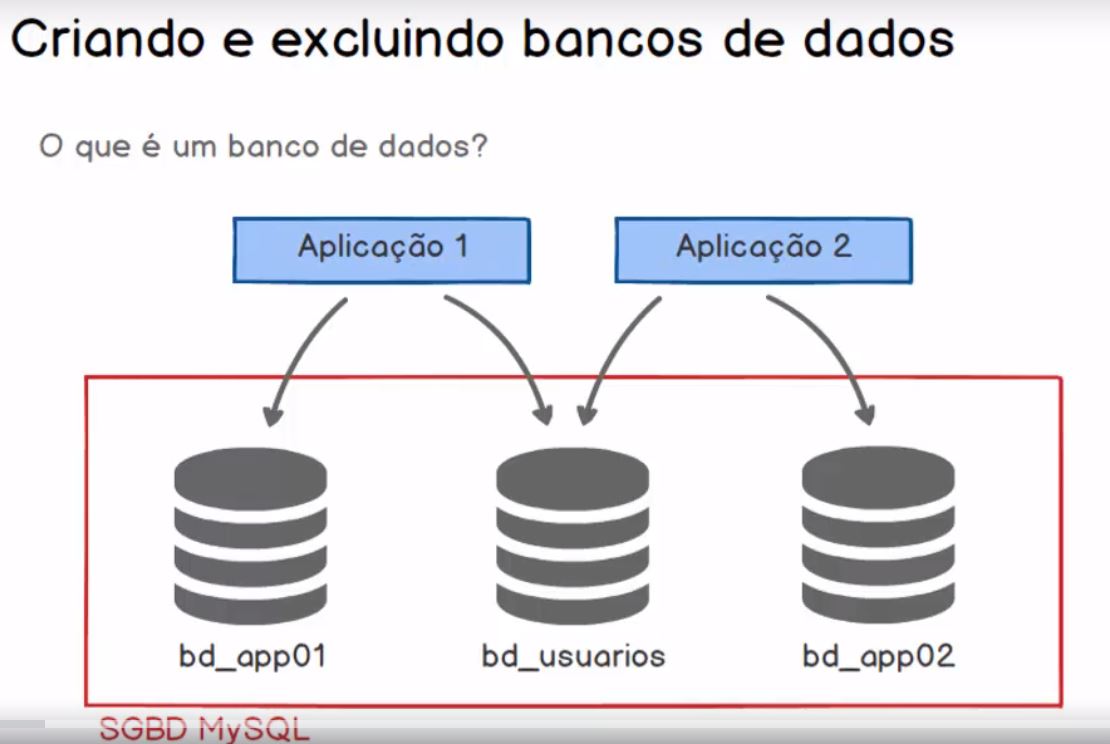 Criando e excluindo bancos de dados
O que é um banco de dados?
Aplicação 1
Aplicação 2
bd_app01
bd_usuarios
bd_app02
SGBD MySQL